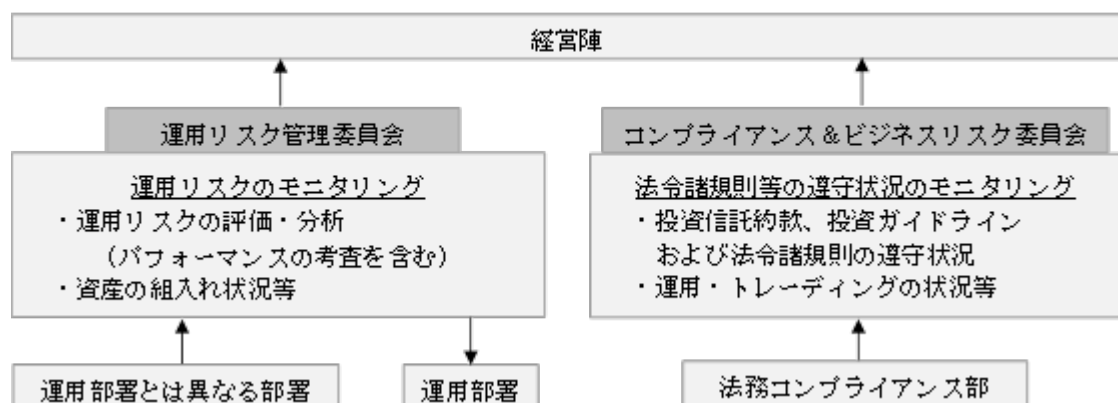 経営陣
運用リスク管理委員会
運用リスクのモニタリング
・運用リスクの評価・分析
（パフォーマンスの考査を含む）
・資産の組入れ状況等
運用部署とは異なる部署
運用部署
コンプライアンス＆ビジネスリスク委員会
法令諸規則等の遵守状況のモニタリング
・投資信託約款、投資ガイドライン
および法令諸規則の遵守状況
・運用・トレーディングの状況等
法務コンプライアンス部